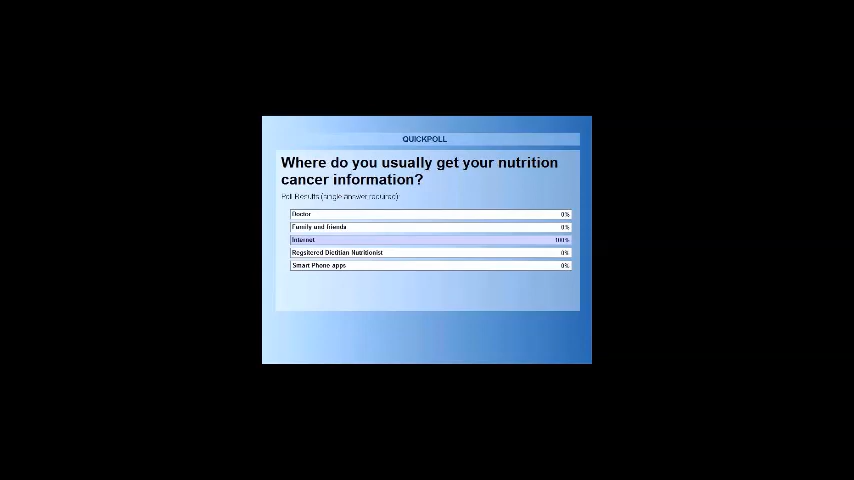 QUICKPOLL
Where do you usually get your nutrition
cancer information?
Poll Results (single answer required):
Doctor 0%
Family and friends 0%
Internet 100%
Regsitered Dietitian Nutritionist 0%
Smart Phone apps 0%